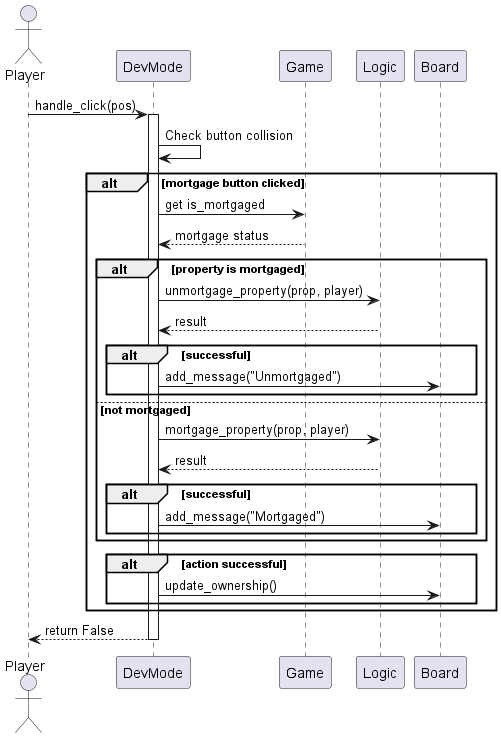 Player
DevMode
Game
Logic
Board
handle_click(pos)
Check button collision
alt
[mortgage button clicked]
get is_mortgaged
mortgage status
alt
[property is mortgaged]
unmortgage_property(prop, player)
result
alt
[successful]
add_message("Unmortgaged")
[not mortgaged]
mortgage_property(prop, player)
result
alt
[successful]
add_message("Mortgaged")
alt
[action successful]
update_ownership()
return False
Player
DevMode
Game
Logic
Board